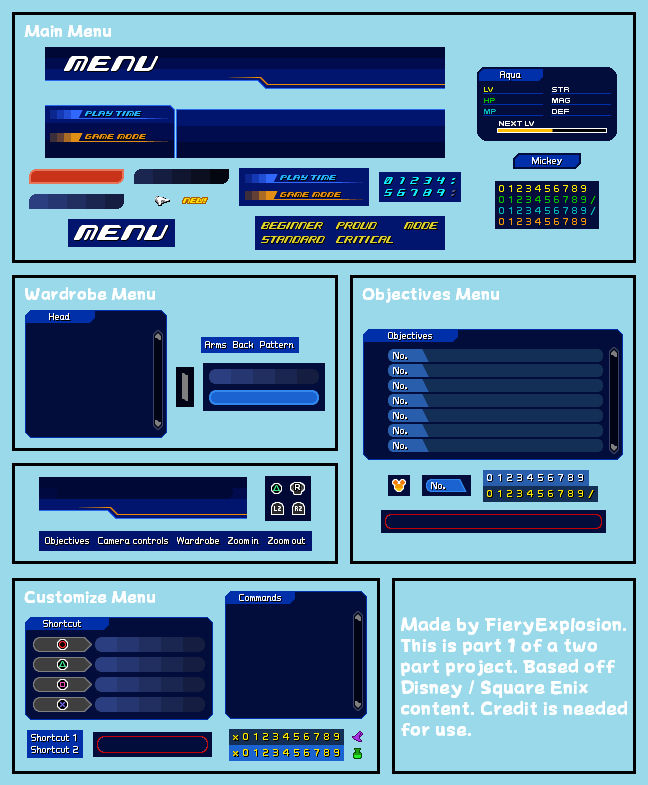 Main Menu
MENU
PLAY TIME
GAME MODE
Aqua
LV STR
HP MAG
MP DEF
NEXT LV
Mickey
PLAY TIME
GAME MODE
0 1 2 3 4 :
5 6 7 8 9 :
0 1 2 3 4 5 6 7 8 9
0 1 2 3 4 5 6 7 8 9 /
0 1 2 3 4 5 6 7 8 9 /
0 1 2 3 4 5 6 7 8 9
NEW!
MENU
BEGINNER PROUD MODE
STANDARD CRITICAL
Wardrobe Menu
Head
Arms Back Pattern
Objectives Menu
Objectives
No.
No.
No.
No.
No.
No.
No.
No.
0 1 2 3 4 5 6 7 8 9
0 1 2 3 4 5 6 7 8 9 /
R
L2 R2
Objectives Camera controls Wardrobe Zoom in Zoom out
Customize Menu
Shortcut
Commands
Shortcut 1
Shortcut 2
x 0 1 2 3 4 5 6 7 8 9
x 0 1 2 3 4 5 6 7 8 9
Made by FieryExplosion.
This is part 1 of a two
part project. Based off
Disney / Square Enix
content. Credit is needed
for use.